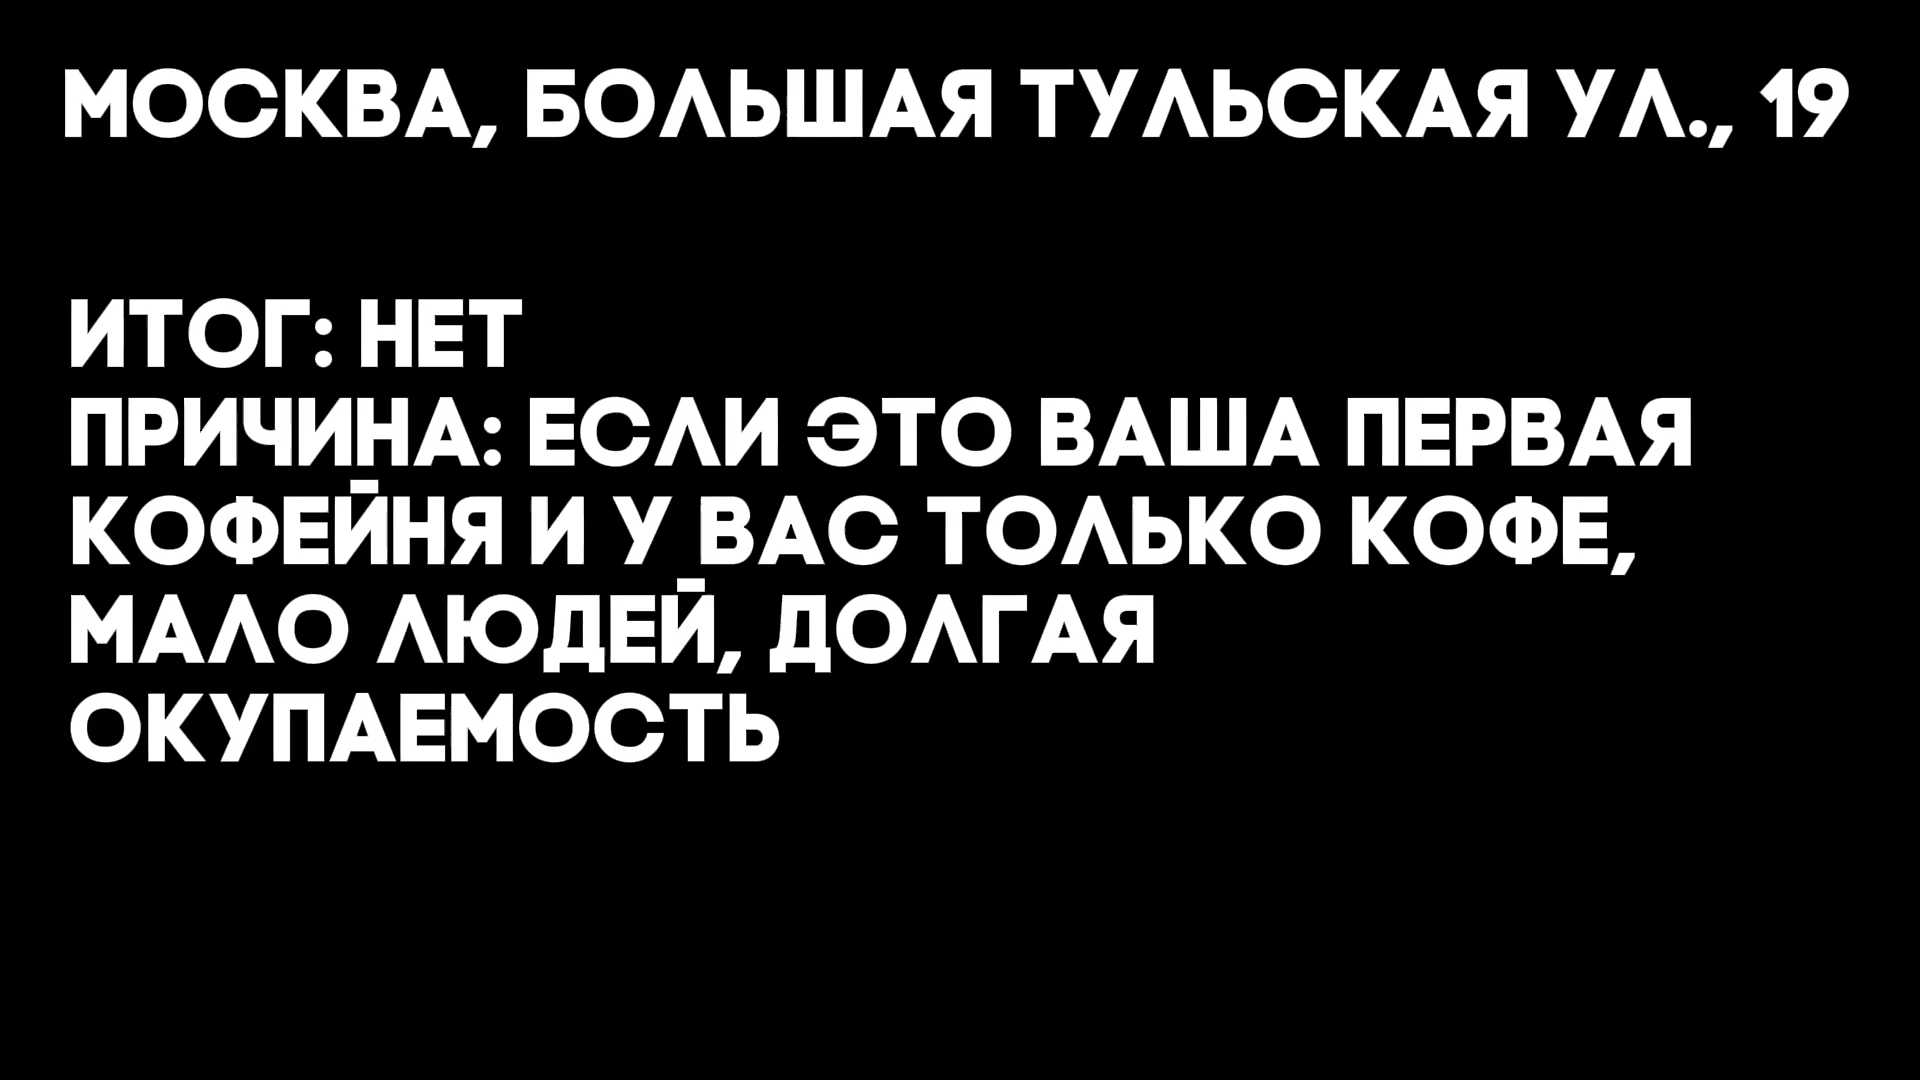 МОСКВА, БОЛЬШАЯ ТУЛЬСКАЯ УЛ., 19
ИТОГ: НЕТ
ПРИЧИНА: ЕСЛИ ЭТО ВАША ПЕРВАЯ
КОФЕЙНЯ И У ВАС ТОЛЬКО КОФЕ,
МАЛО ЛЮДЕЙ, ДОЛГАЯ
ОКУПАЕМОСТЬ